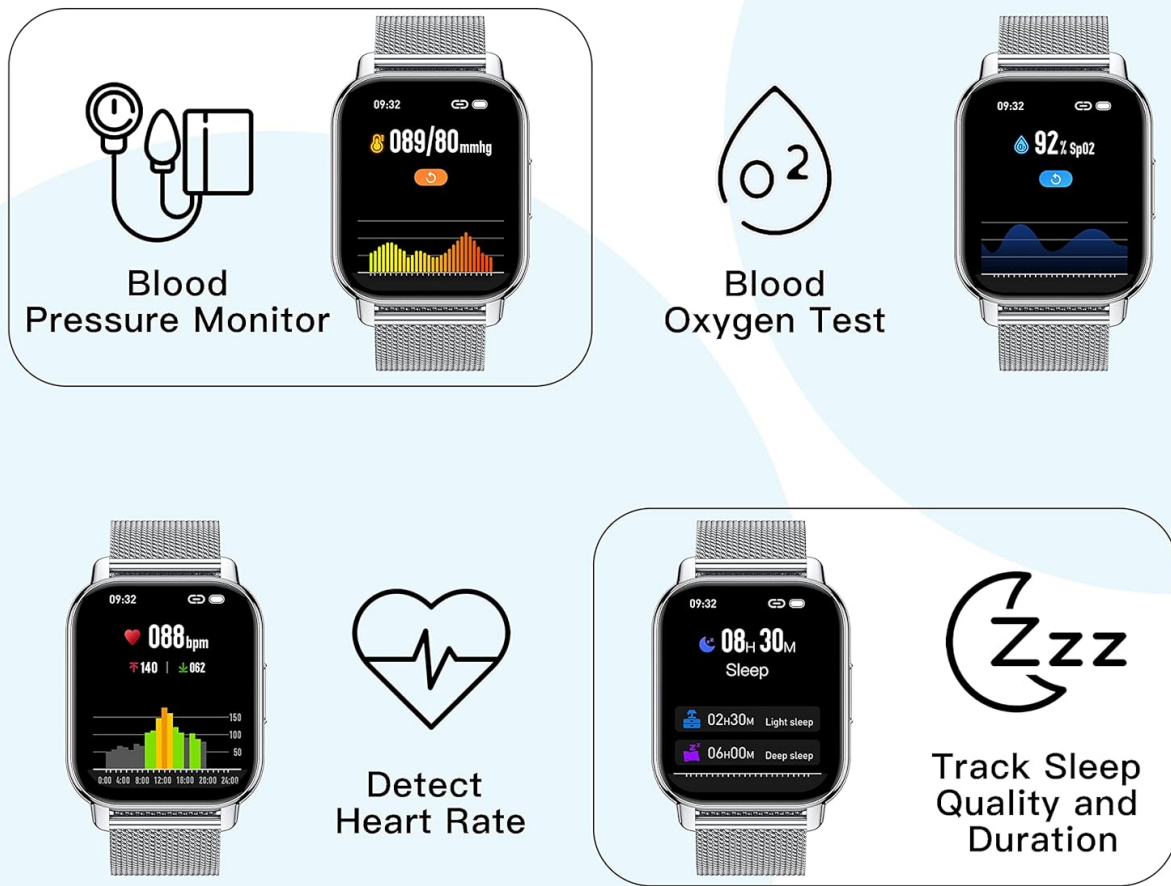 09:32
089/80mmhg
Blood
Pressure Monitor
09:32
92% SpO2
O2
Blood
Oxygen Test
09:32
088bpm
140 | 062
150
100
50
0:00 4:00 8:00 12:00 18:00 20:00 24:00
Detect
Heart Rate
09:32
08H 30M
Sleep
02H30M Light sleep
06H00M Deep sleep
Zzz
Track Sleep
Quality and
Duration